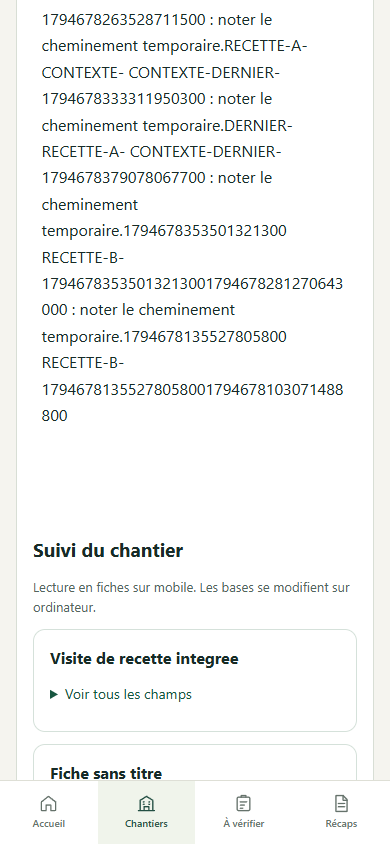 1794678263528711500 : noter le
cheminement temporaire.RECETTE-A-
CONTEXTE- CONTEXTE-DERNIER-
1794678333311950300 : noter le
cheminement temporaire.DERNIER-
RECETTE-A- CONTEXTE-DERNIER-
1794678379078067700 : noter le
cheminement
temporaire.1794678353501321300
RECETTE-B-
17946783535013213001794678281270643
000 : noter le cheminement
temporaire.1794678135527805800
RECETTE-B-
17946781355278058001794678103071488
800
Suivi du chantier
Lecture en fiches sur mobile. Les bases se modifient sur
ordinateur.
Visite de recette integree
Voir tous les champs
Fiche sans titre
Accueil
Chantiers
À vérifier
Récaps